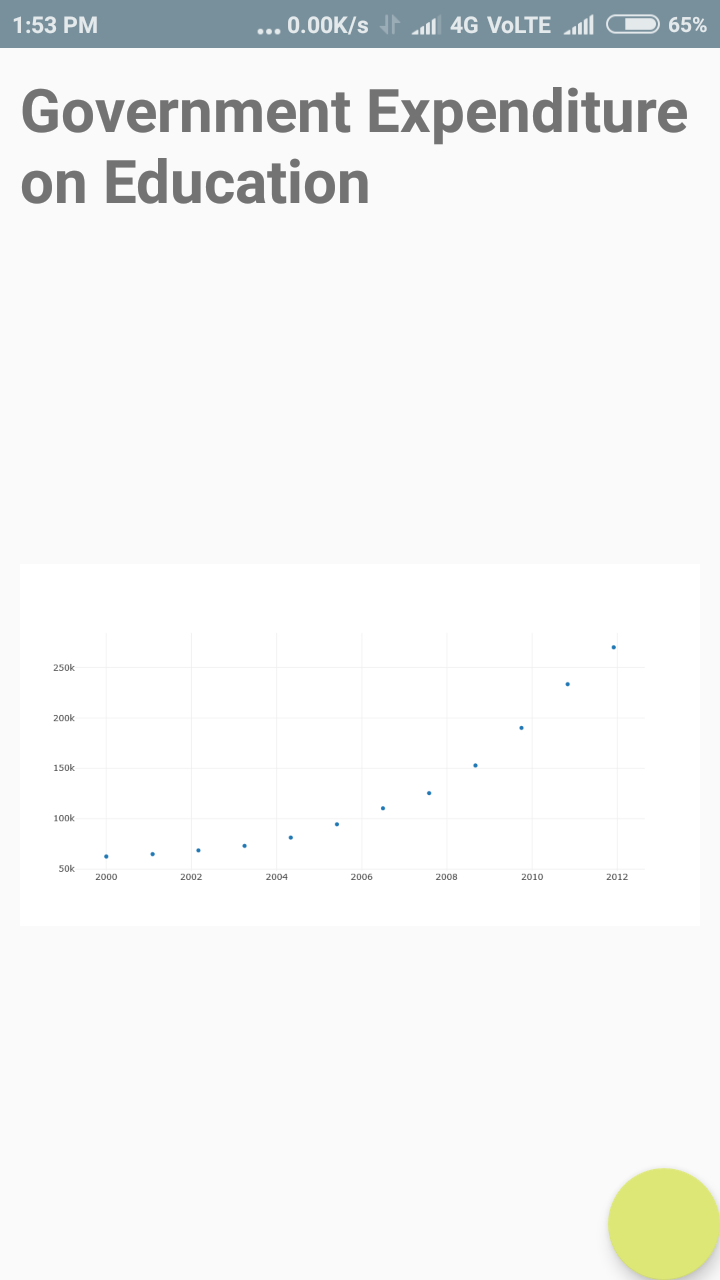 1:53 PM ... 0.00K/s 4G VoLTE 65%
Government Expenditure
on Education
250k
200k
150k
100k
50k
2000 2002 2004 2006 2008 2010 2012